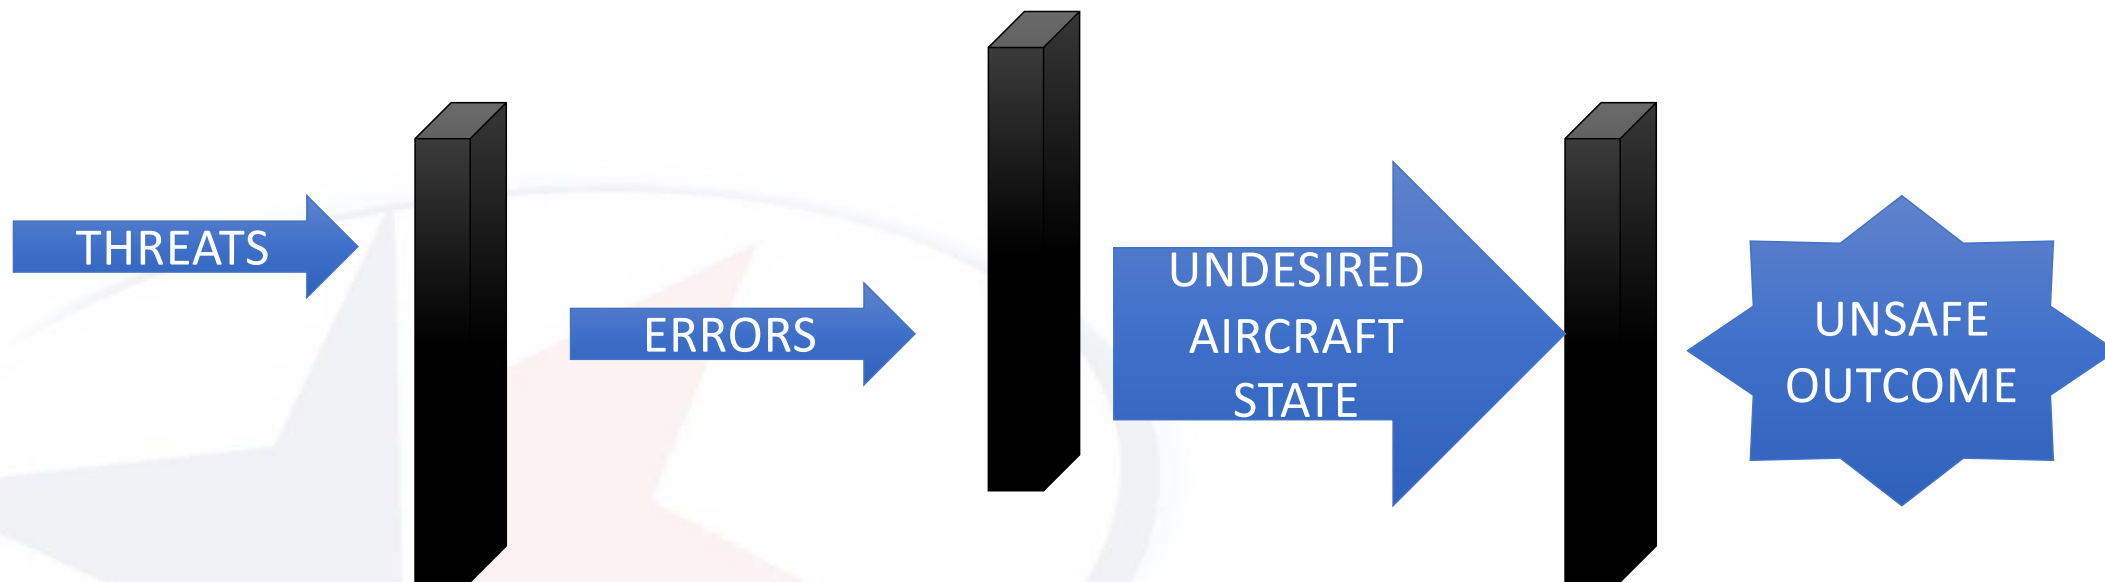 THREATS
ERRORS
UNDESIRED
AIRCRAFT
STATE
UNSAFE
OUTCOME